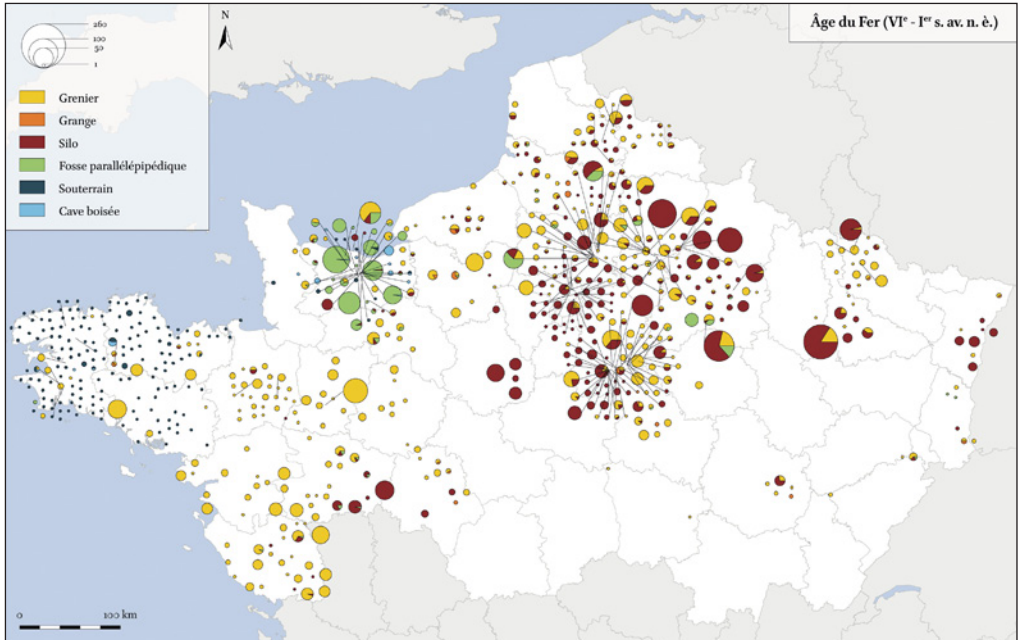 260
100
50
1
N
Âge du Fer (VIᵉ - Iᵉʳ s. av. n. è.)
Grenier
Grange
Silo
Fosse parallélépipédique
Souterrain
Cave boisée
0 100 km